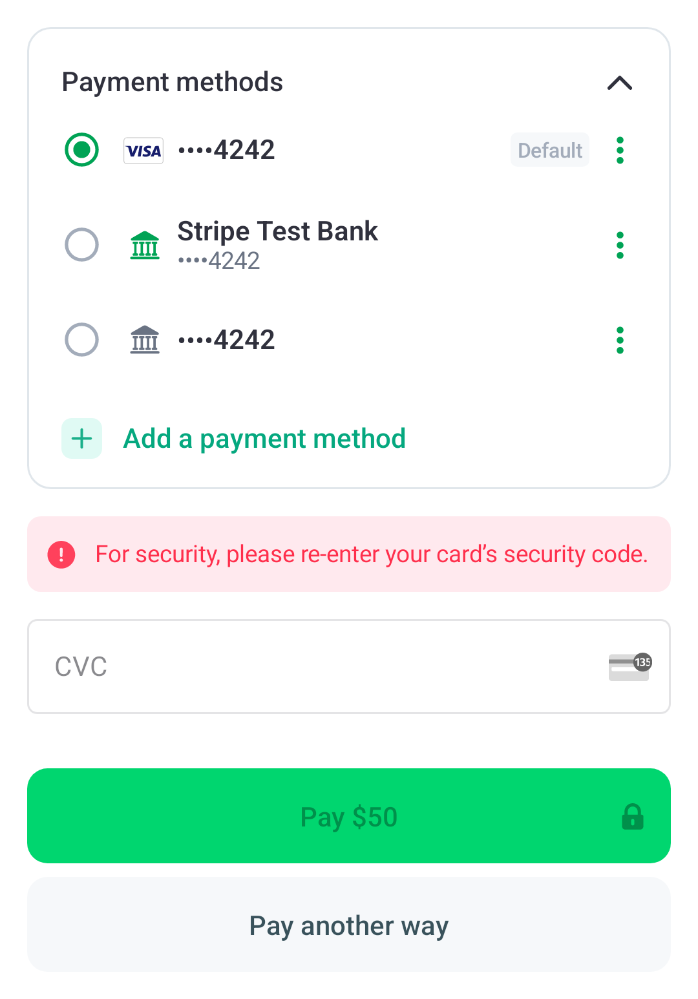 Payment methods
VISA ••••4242 Default
Stripe Test Bank
••••4242
••••4242
Add a payment method
For security, please re-enter your card’s security code.
CVC 135
Pay $50
Pay another way